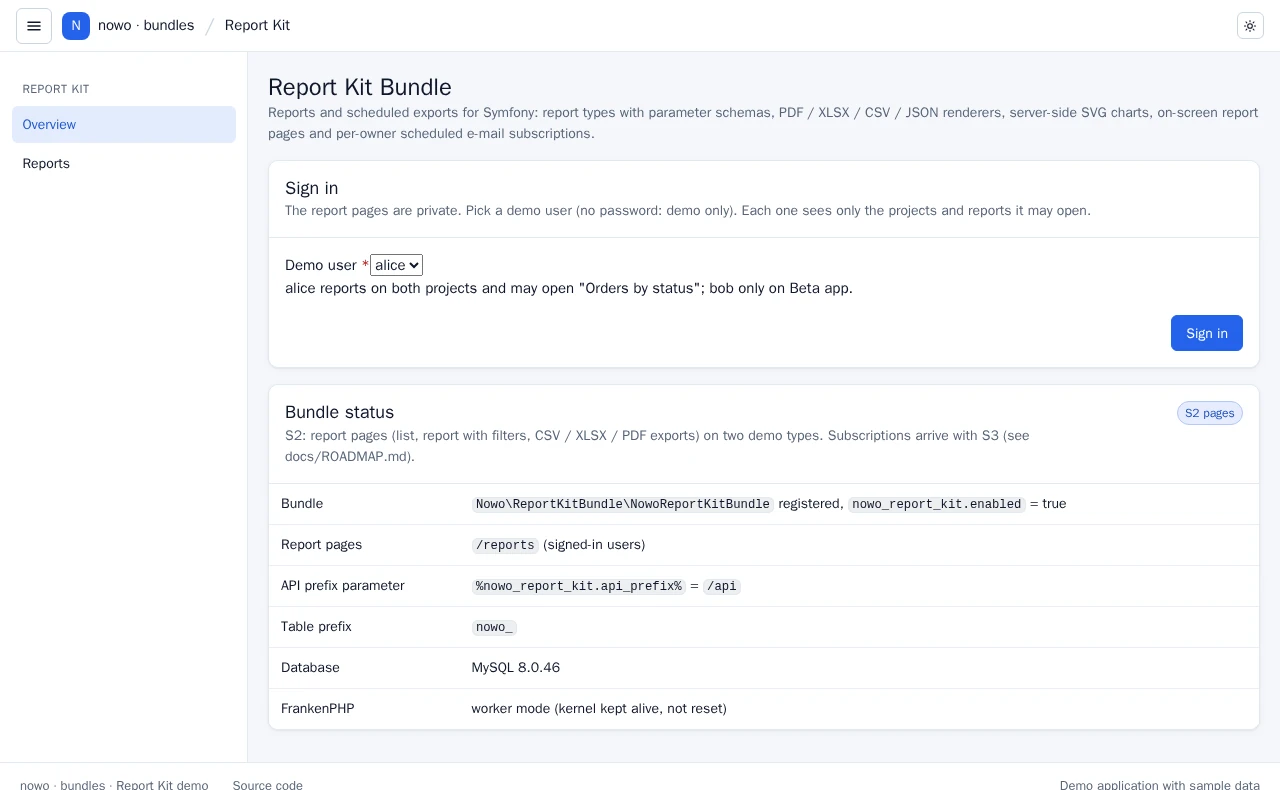 N nowo · bundles / Report Kit
REPORT KIT
Overview
Reports
Report Kit Bundle
Reports and scheduled exports for Symfony: report types with parameter schemas, PDF / XLSX / CSV / JSON renderers, server-side SVG charts, on-screen report
pages and per-owner scheduled e-mail subscriptions.
Sign in
The report pages are private. Pick a demo user (no password: demo only). Each one sees only the projects and reports it may open.
Demo user * alice
alice reports on both projects and may open "Orders by status"; bob only on Beta app.
Sign in
Bundle status
S2 pages
S2: report pages (list, report with filters, CSV / XLSX / PDF exports) on two demo types. Subscriptions arrive with S3 (see
docs/ROADMAP.md).
Bundle Nowo\ReportKitBundle\NowoReportKitBundle registered, nowo_report_kit.enabled = true
Report pages /reports (signed-in users)
API prefix parameter %nowo_report_kit.api_prefix% = /api
Table prefix nowo_
Database MySQL 8.0.46
FrankenPHP worker mode (kernel kept alive, not reset)
nowo · bundles · Report Kit demo Source code Demo application with sample data